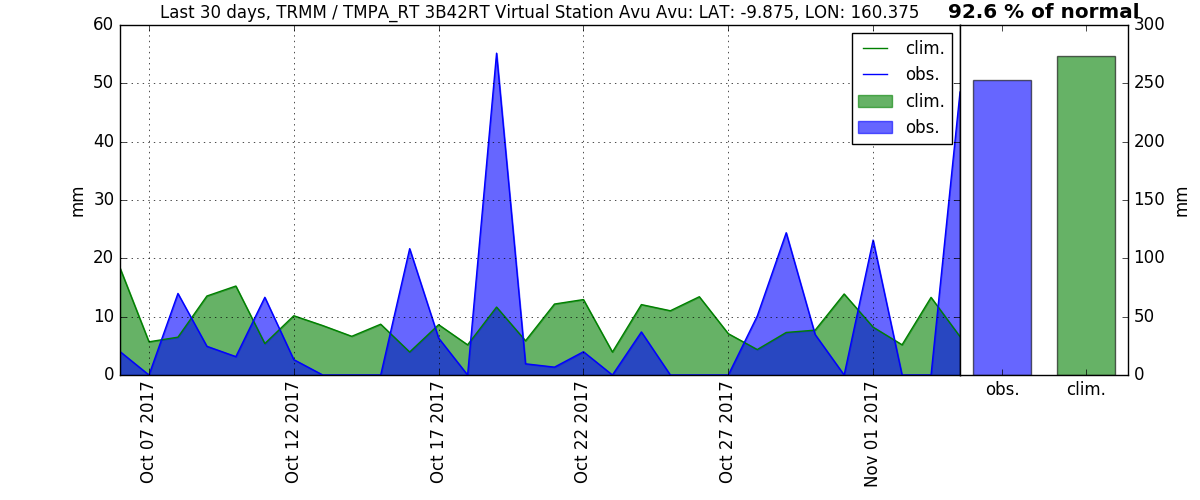 Last 30 days, TRMM / TMPA_RT 3B42RT Virtual Station Avu Avu: LAT: -9.875, LON: 160.375
92.6 % of normal
60
50
40
30
20
10
0
mm
clim.
obs.
clim.
obs.
Oct 07 2017
Oct 12 2017
Oct 17 2017
Oct 22 2017
Oct 27 2017
Nov 01 2017
300
250
200
150
100
50
0
mm
obs.
clim.